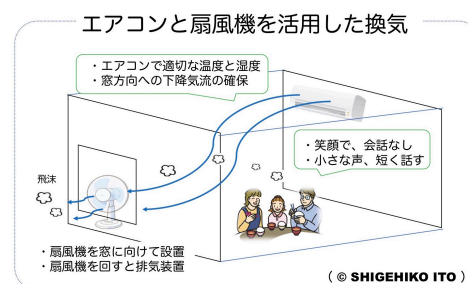 エアコンと扇風機を活用した換気
・エアコンで適切な温度と湿度
・窓方向への下降気流の確保
・笑顔で、会話なし
・小さな声、短く話す
飛沫
・扇風機を窓に向けて設置
・扇風機を回すと排気装置
（ © SHIGEHIKO ITO ）